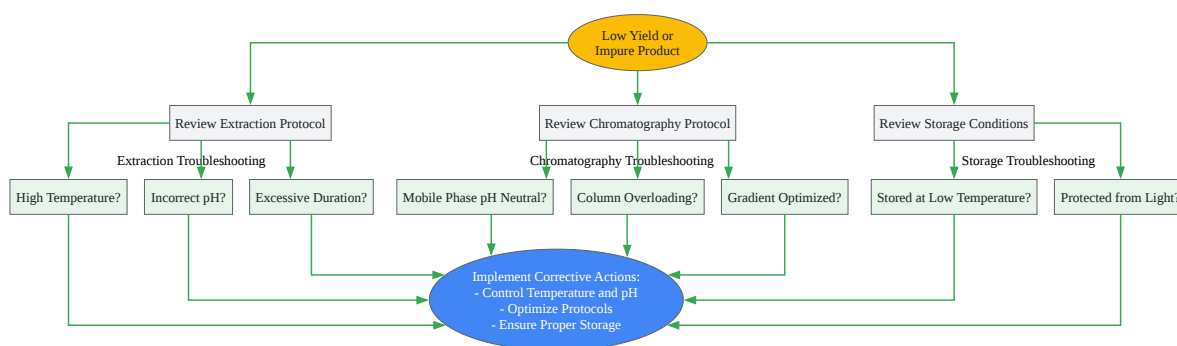 Low Yield or
Impure Product
Review Extraction Protocol
Review Chromatography Protocol
Review Storage Conditions
Extraction Troubleshooting
Chromatography Troubleshooting
Storage Troubleshooting
High Temperature?
Incorrect pH?
Excessive Duration?
Mobile Phase pH Neutral?
Column Overloading?
Gradient Optimized?
Stored at Low Temperature?
Protected from Light?
Implement Corrective Actions:
- Control Temperature and pH
- Optimize Protocols
- Ensure Proper Storage